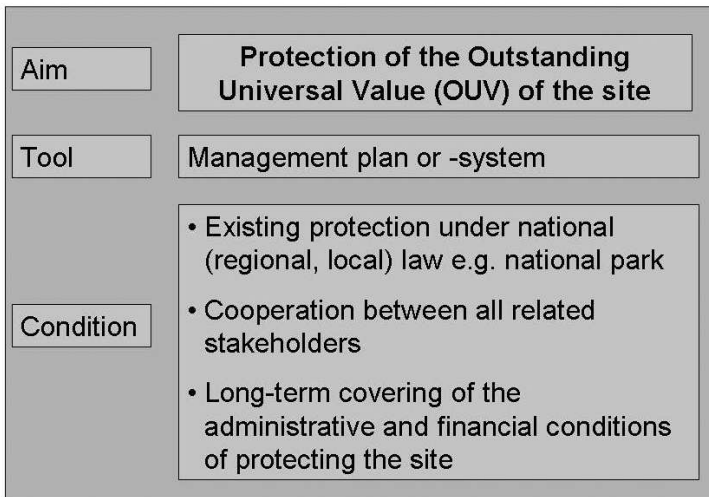 Aim
Protection of the Outstanding
Universal Value (OUV) of the site
Tool
Management plan or -system
Condition
• Existing protection under national
(regional, local) law e.g. national park
• Cooperation between all related
stakeholders
• Long-term covering of the
administrative and financial conditions
of protecting the site